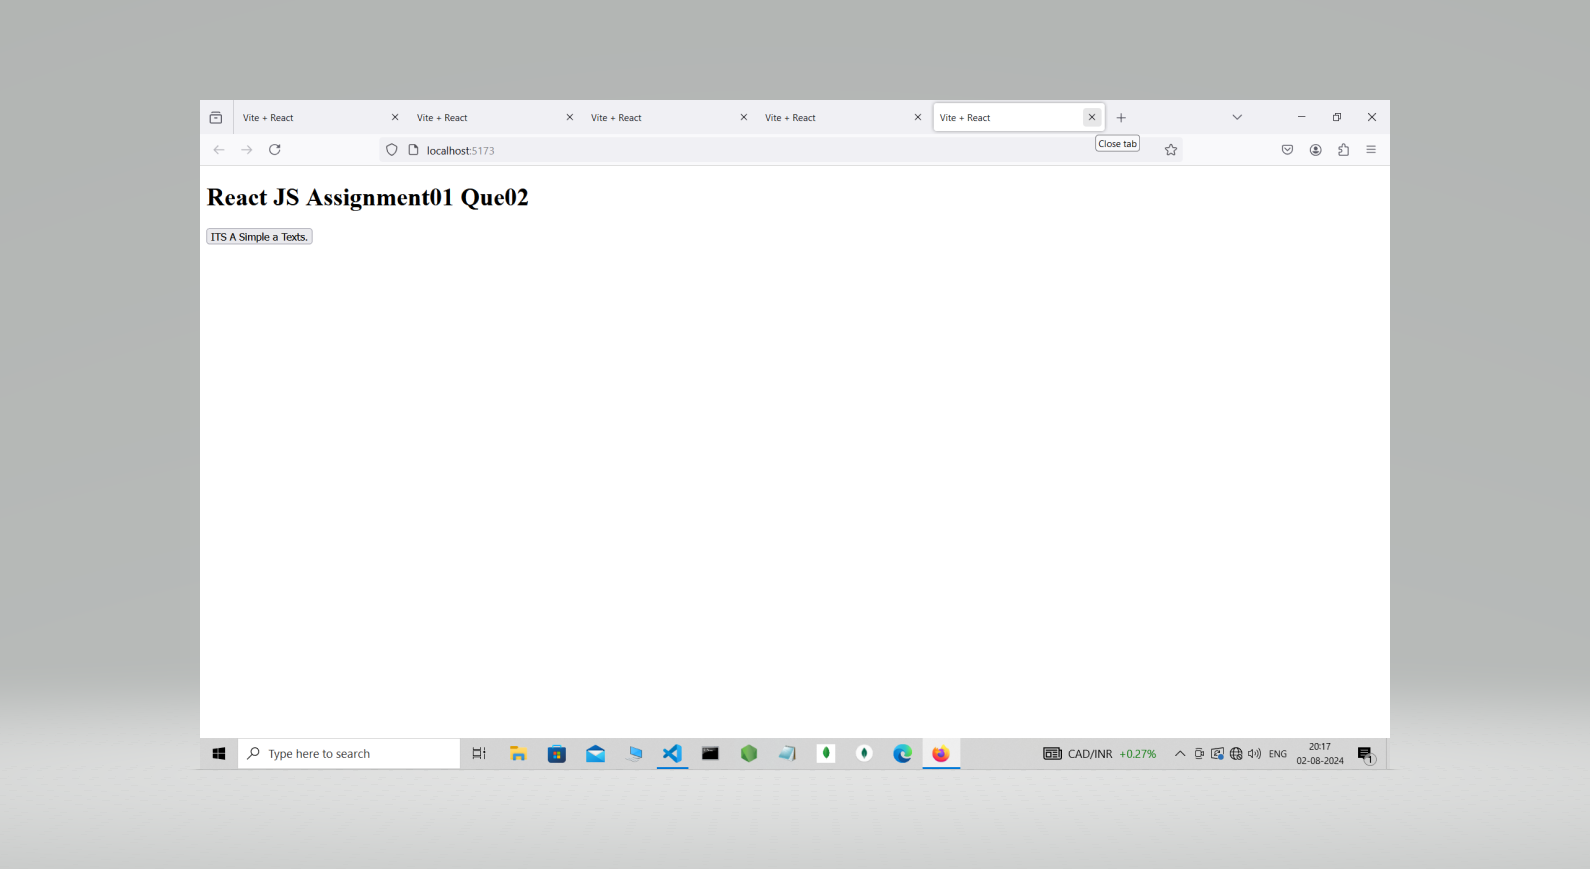 Vite + React Vite + React Vite + React Vite + React Vite + React
Close tab
localhost:5173
React JS Assignment01 Que02
ITS A Simple a Texts.
Type here to search
CAD/INR +0.27%
ENG
20:17
02-08-2024
1